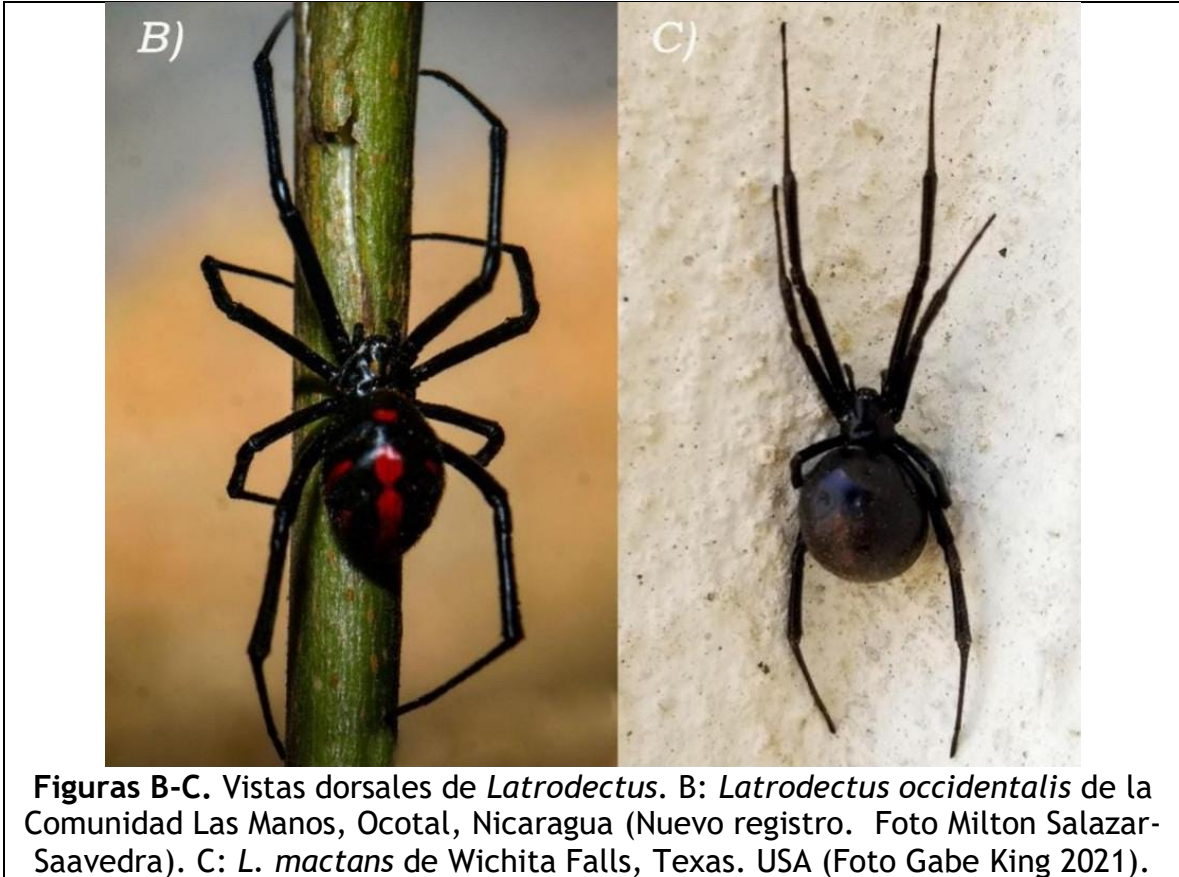 B)
C)
Figuras B-C. Vistas dorsales de Latrodectus. B: Latrodectus occidentalis de la
Comunidad Las Manos, Ocotal, Nicaragua (Nuevo registro. Foto Milton Salazar-
Saavedra). C: L. mactans de Wichita Falls, Texas. USA (Foto Gabe King 2021).